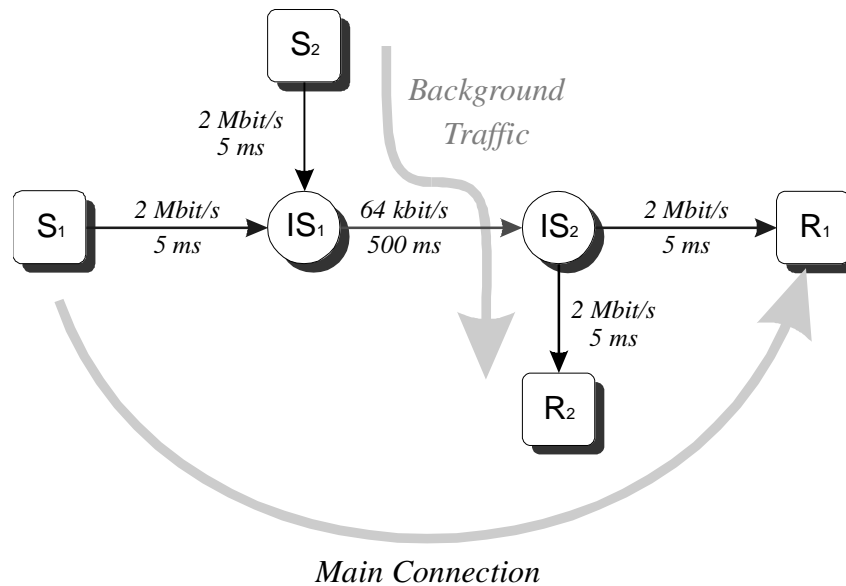 S2
Background
Traffic
2 Mbit/s
5 ms
S1
2 Mbit/s
5 ms
IS1
64 kbit/s
500 ms
IS2
2 Mbit/s
5 ms
R1
2 Mbit/s
5 ms
R2
Main Connection